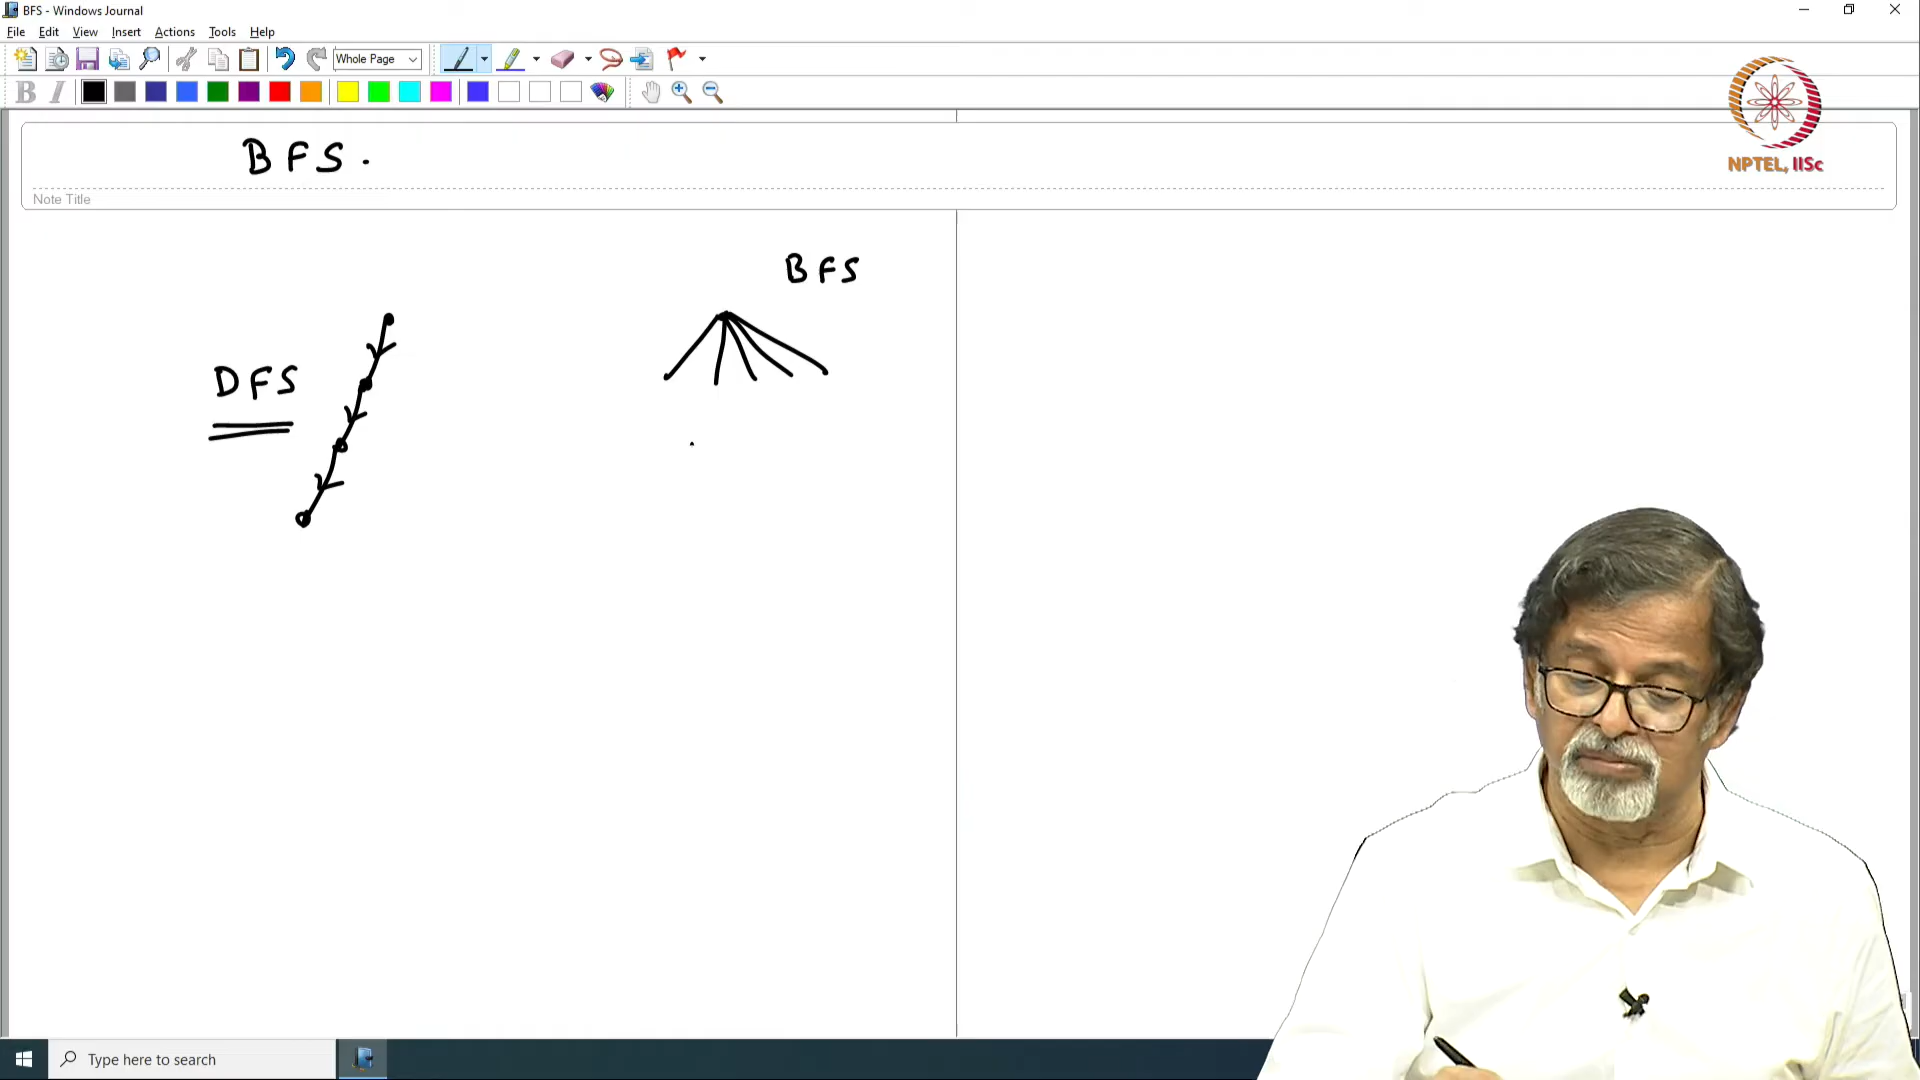 BFS - Windows Journal
File Edit View Insert Actions Tools Help
Whole Page
B I
BFS.
Note Title
NPTEL, IISc
BFS
DFS
Type here to search